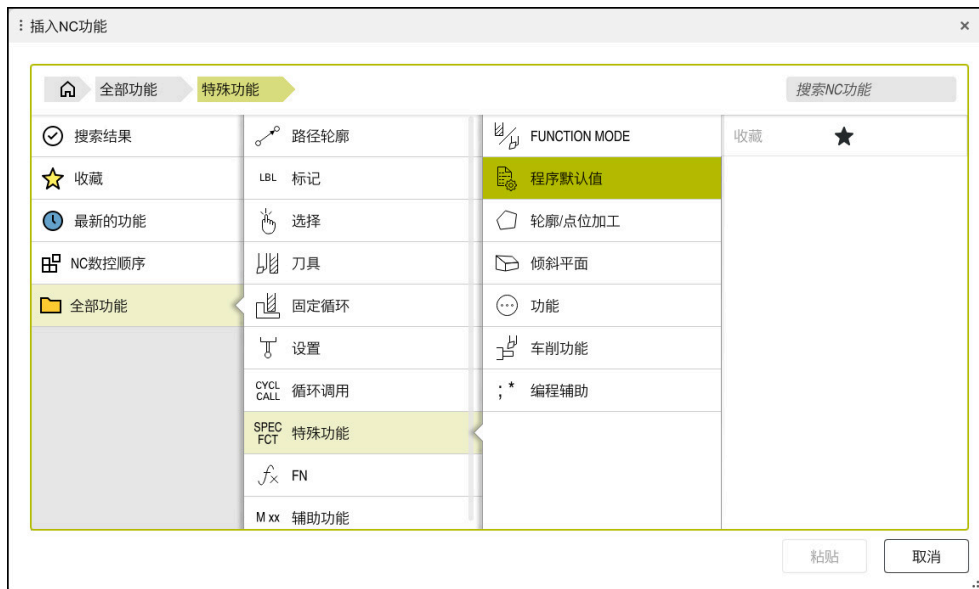 插入NC功能
全部功能
特殊功能
搜索NC功能
搜索结果
收藏
最新的功能
NC数控顺序
全部功能
路径轮廓
LBL 标记
选择
刀具
固定循环
设置
CYCL CALL 循环调用
SPEC FCT 特殊功能
FN
M xx 辅助功能
FUNCTION MODE
程序默认值
轮廓/点位加工
倾斜平面
功能
车削功能
;* 编程辅助
收藏
粘贴
取消